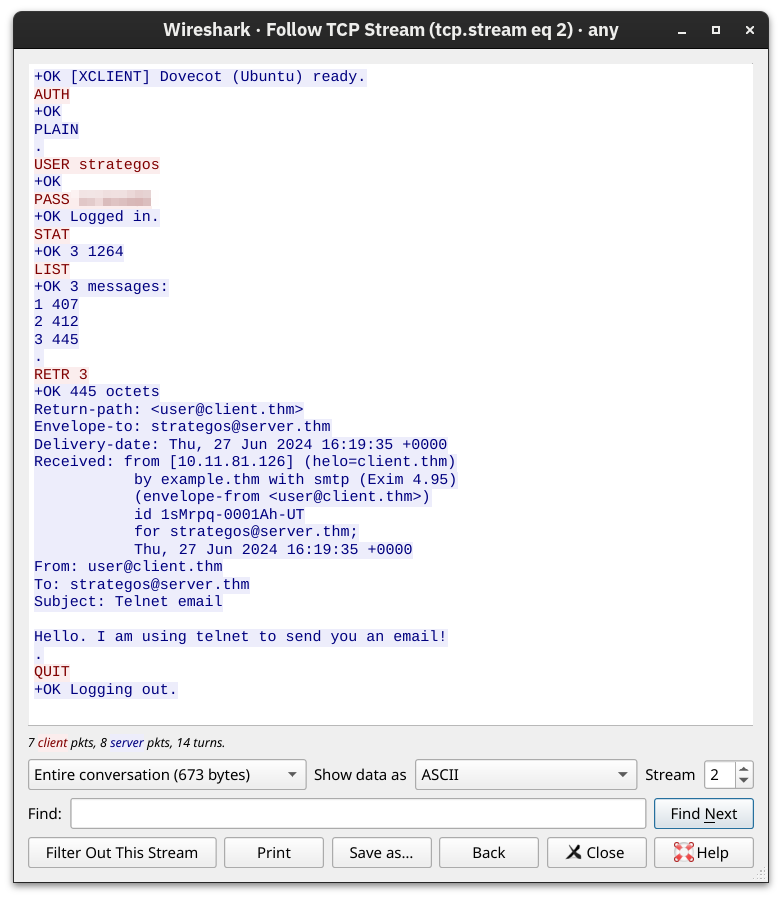 Wireshark · Follow TCP Stream (tcp.stream eq 2) · any
+OK [XCLIENT] Dovecot (Ubuntu) ready.
AUTH
+OK
PLAIN
.
USER strategos
+OK
PASS
+OK Logged in.
STAT
+OK 3 1264
LIST
+OK 3 messages:
1 407
2 412
3 445
.
RETR 3
+OK 445 octets
Return-path: <user@client.thm>
Envelope-to: strategos@server.thm
Delivery-date: Thu, 27 Jun 2024 16:19:35 +0000
Received: from [10.11.81.126] (helo=client.thm)
by example.thm with smtp (Exim 4.95)
(envelope-from <user@client.thm>)
id 1sMrpq-0001Ah-UT
for strategos@server.thm;
Thu, 27 Jun 2024 16:19:35 +0000
From: user@client.thm
To: strategos@server.thm
Subject: Telnet email
Hello. I am using telnet to send you an email!
.
QUIT
+OK Logging out.
7 client pkts, 8 server pkts, 14 turns.
Entire conversation (673 bytes) Show data as ASCII Stream 2
Find: Find Next
Filter Out This Stream Print Save as… Back Close Help